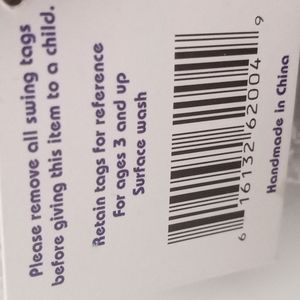 Please remove all swing tags
before giving this item to a child.
Retain tags for reference
For ages 3 and up
Surface wash
6 16132 62004 9
Handmade in China